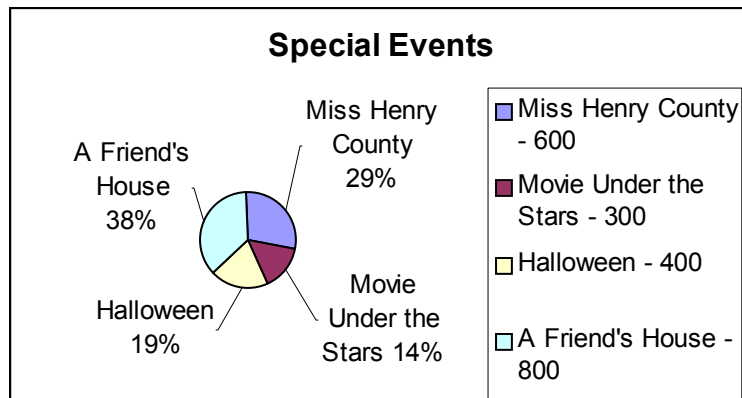 Special Events
Miss Henry
County
29%
A Friend's
House
38%
Halloween
19%
Movie
Under the
Stars 14%
Miss Henry County
- 600
Movie Under the
Stars - 300
Halloween - 400
A Friend's House -
800